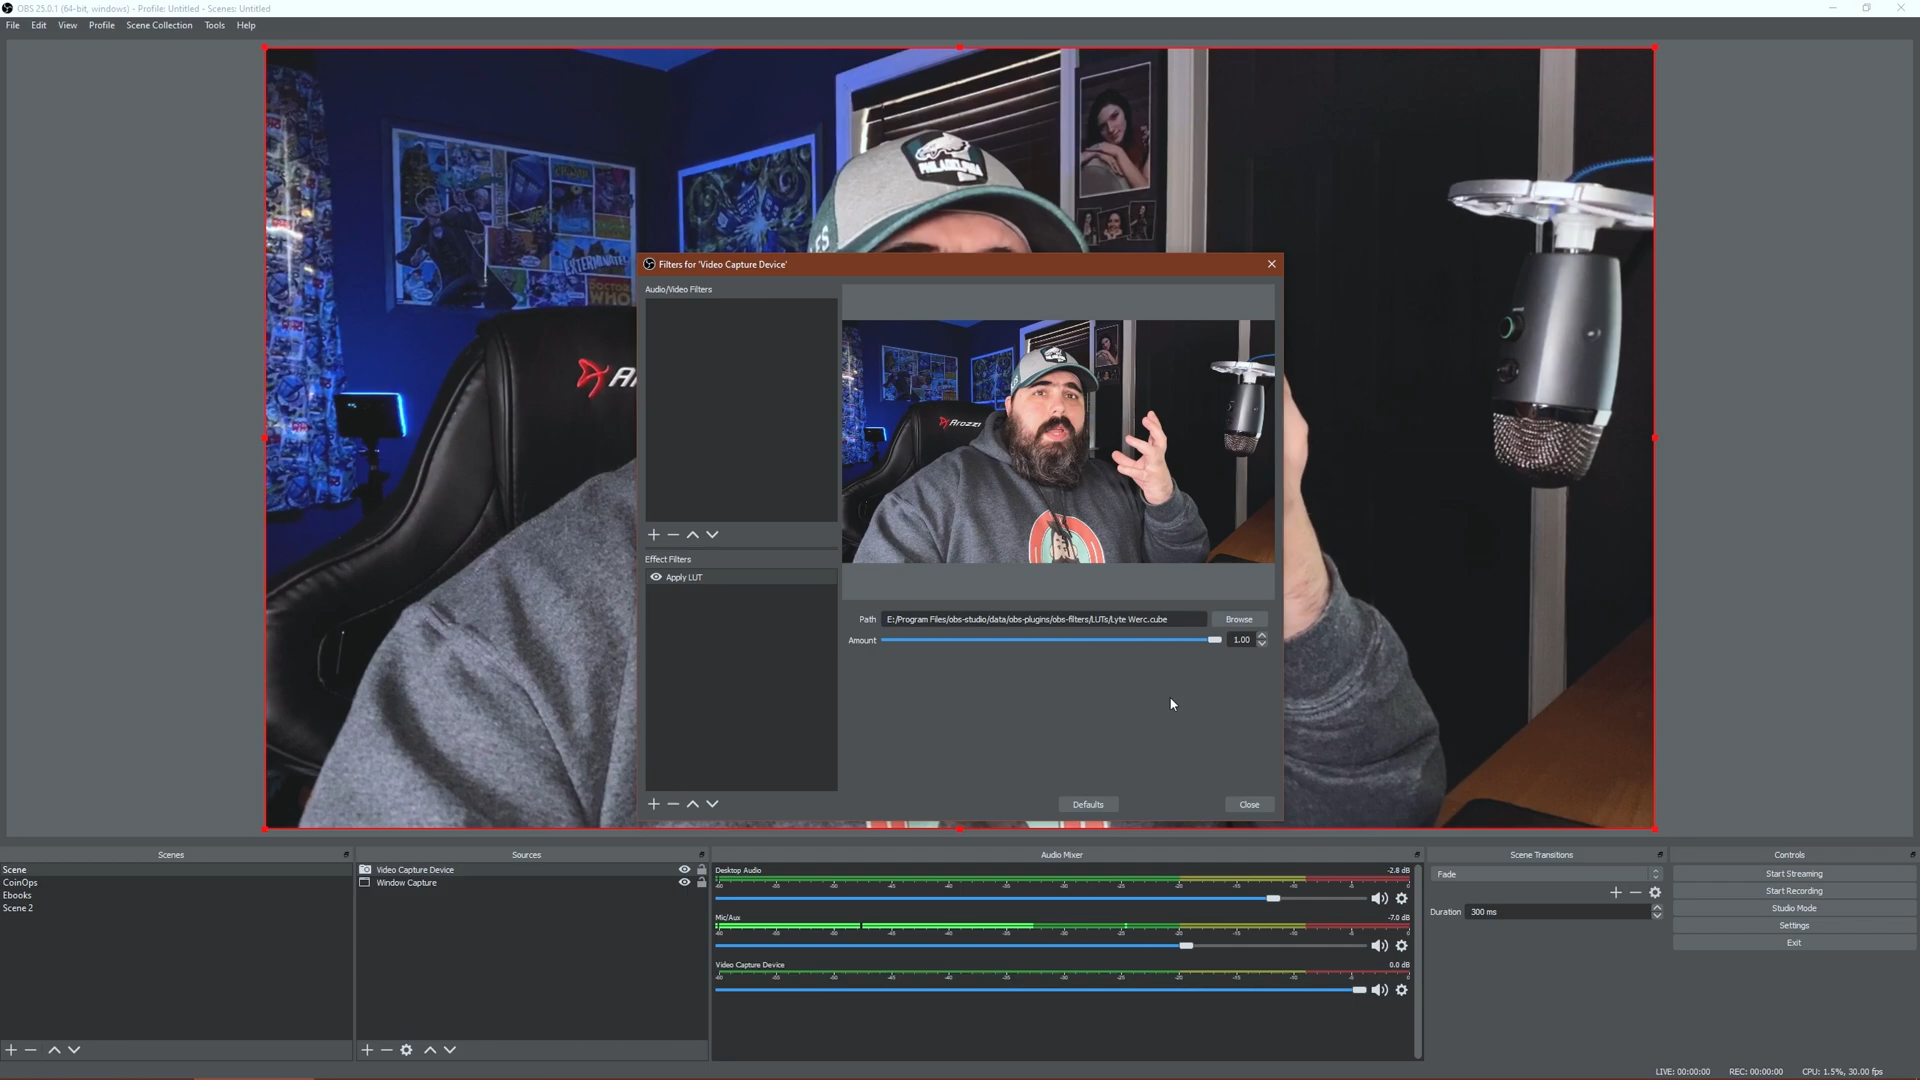 OBS 25.0.1 (64-bit, windows) - Profile: Untitled - Scenes: Untitled
File Edit View Profile Scene Collection Tools Help
PHILADELPHIA
EXTERMINATE!
DOCTOR
WHO
Filters for 'Video Capture Device'
Audio/Video Filters
Arozzi
Effect Filters
Apply LUT
Path E:/Program Files/obs-studio/data/obs-plugins/obs-filters/LUTs/Lyte Werc.cube Browse
Amount 1.00
Defaults Close
Scenes
Scene
CoinOps
Ebooks
Scene 2
Sources
Video Capture Device
Window Capture
Audio Mixer
Desktop Audio -2.8 dB
Mic/Aux -7.0 dB
Video Capture Device 0.0 dB
Scene Transitions
Fade
Duration 300 ms
Controls
Start Streaming
Start Recording
Studio Mode
Settings
Exit
LIVE: 00:00:00 REC: 00:00:00 CPU: 1.5%, 30.00 fps